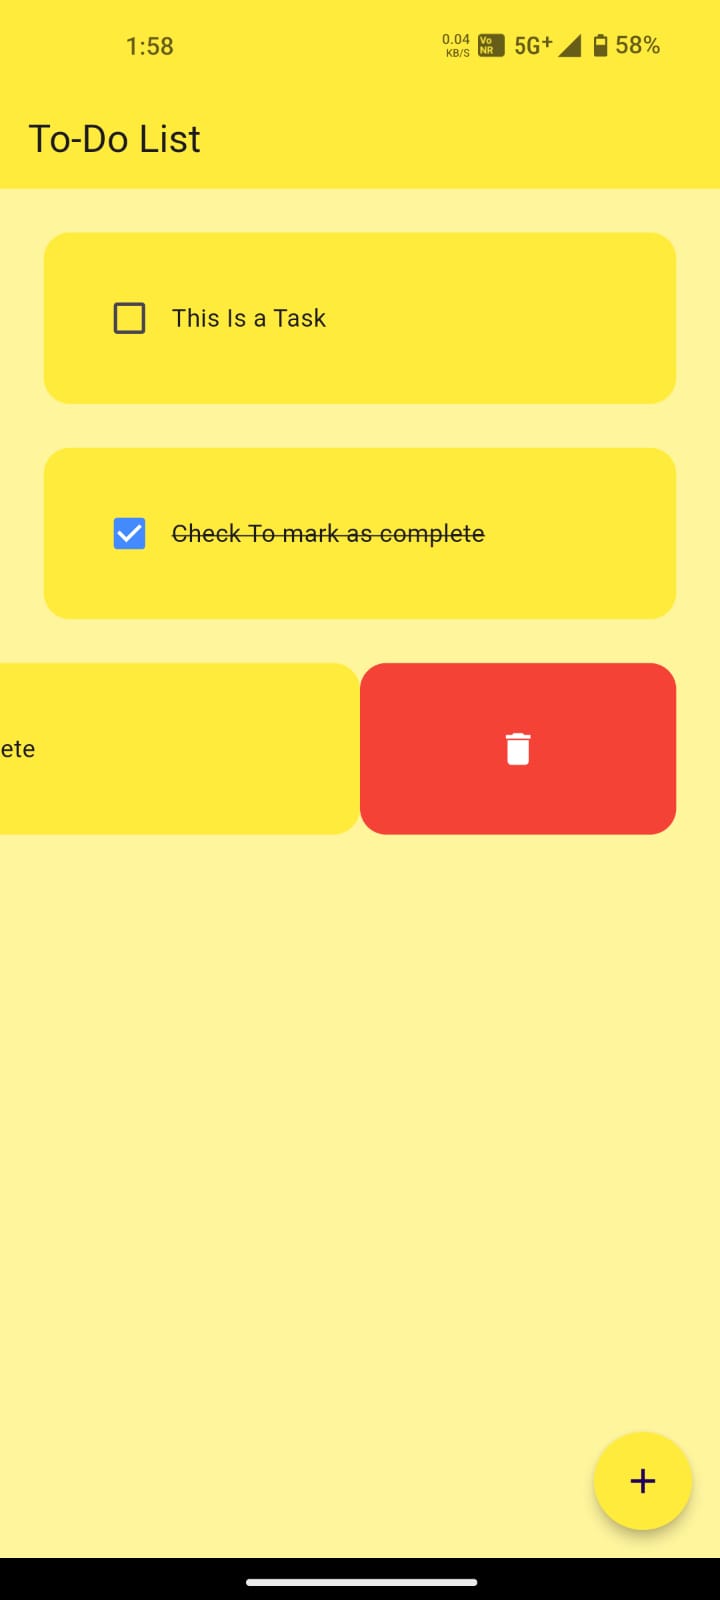 1:58 0.04 KB/S Vo NR 5G+ 58%
To-Do List
This Is a Task
Check To mark as complete
ete